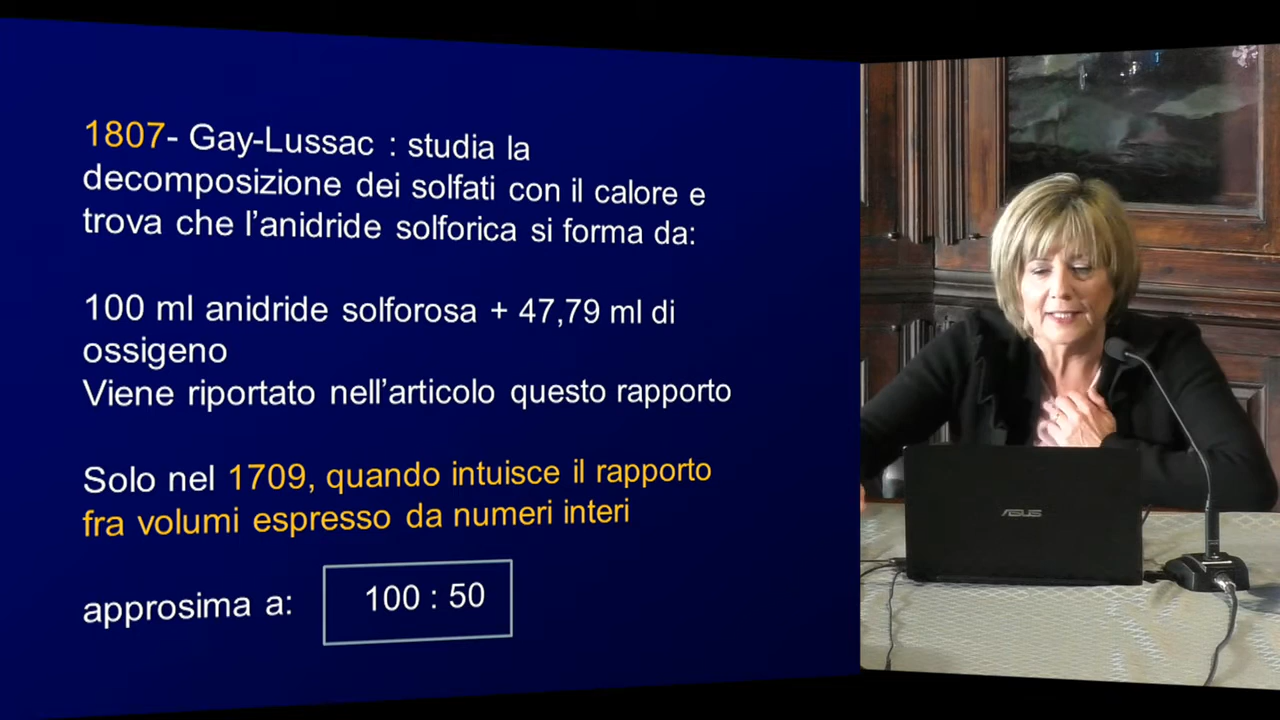 1807- Gay-Lussac : studia la
decomposizione dei solfati con il calore e
trova che l’anidride solforica si forma da:
100 ml anidride solforosa + 47,79 ml di
ossigeno
Viene riportato nell’articolo questo rapporto
Solo nel 1709, quando intuisce il rapporto
fra volumi espresso da numeri interi
approsima a: 100 : 50
ASUS